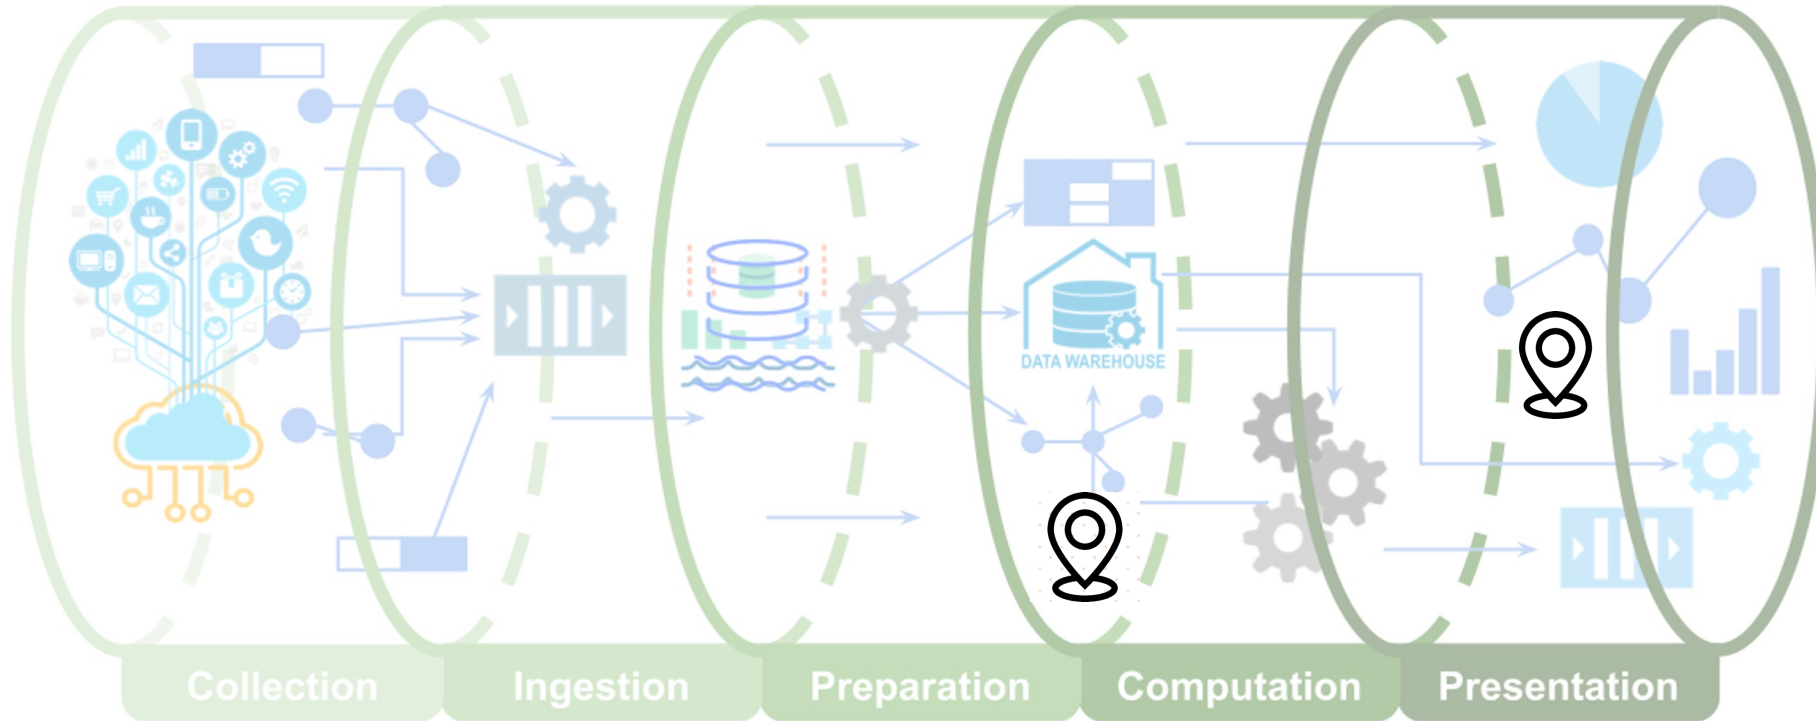 DATA WAREHOUSE
Collection
Ingestion
Preparation
Computation
Presentation